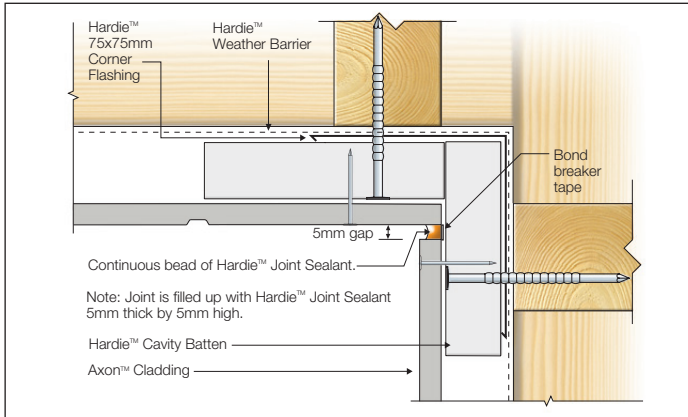 Hardie™
75x75mm
Corner
Flashing
Hardie™
Weather Barrier
Bond
breaker
tape
5mm gap
Continuous bead of Hardie™ Joint Sealant.
Note: Joint is filled up with Hardie™ Joint Sealant
5mm thick by 5mm high.
Hardie™ Cavity Batten
Axon™ Cladding